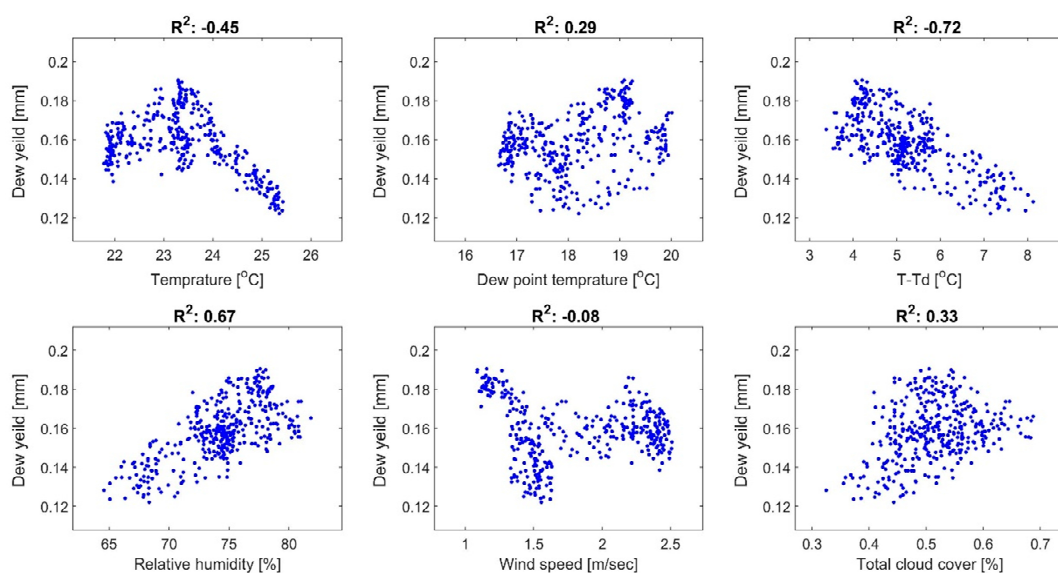 R²: -0.45
R²: 0.29
R²: -0.72
0.2
0.18
0.16
0.14
0.12
Dew yeild [mm]
22 23 24 25 26
Temprature [°C]
0.2
0.18
0.16
0.14
0.12
Dew yeild [mm]
16 17 18 19 20
Dew point temprature [°C]
0.2
0.18
0.16
0.14
0.12
Dew yeild [mm]
3 4 5 6 7 8
T-Td [°C]
R²: 0.67
R²: -0.08
R²: 0.33
0.2
0.18
0.16
0.14
0.12
Dew yeild [mm]
65 70 75 80
Relative humidity [%]
0.2
0.18
0.16
0.14
0.12
Dew yeild [mm]
1 1.5 2 2.5
Wind speed [m/sec]
0.2
0.18
0.16
0.14
0.12
Dew yeild [mm]
0.3 0.4 0.5 0.6 0.7
Total cloud cover [%]